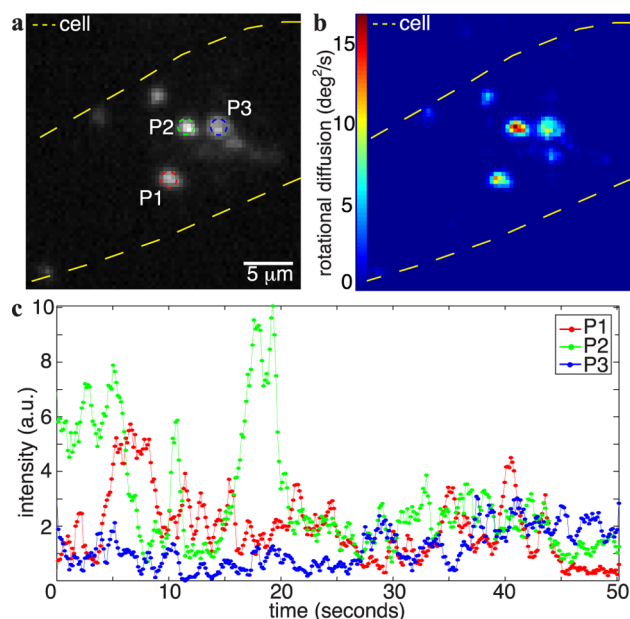 a
cell
P3
P2
P1
5 µm
b
cell
rotational diffusion (deg²/s)
15
10
5
0
c
10
8
6
4
2
0
intensity (a.u.)
P1
P2
P3
0
10
20
30
40
50
time (seconds)